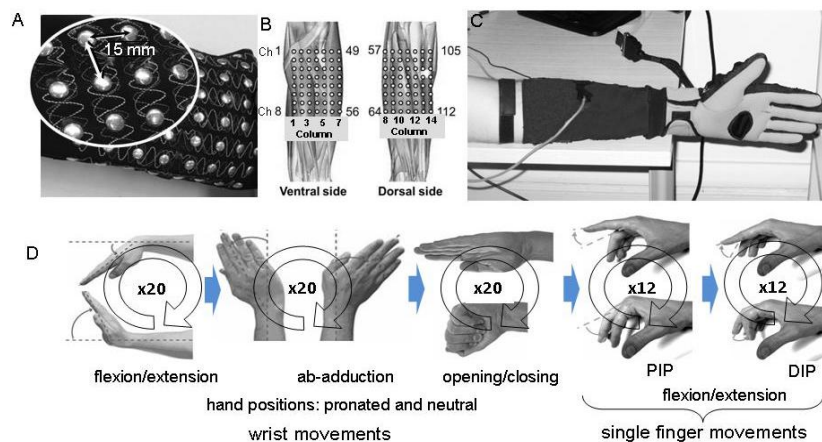 A
15 mm
B
Ch 1
49
57
105
Ch 8
56
64
112
1 3 5 7
8 10 12 14
Column
Column
Ventral side
Dorsal side
C
D
x20
x20
x20
x12
x12
flexion/extension
ab-adduction
opening/closing
PIP
DIP
flexion/extension
hand positions: pronated and neutral
wrist movements
single finger movements